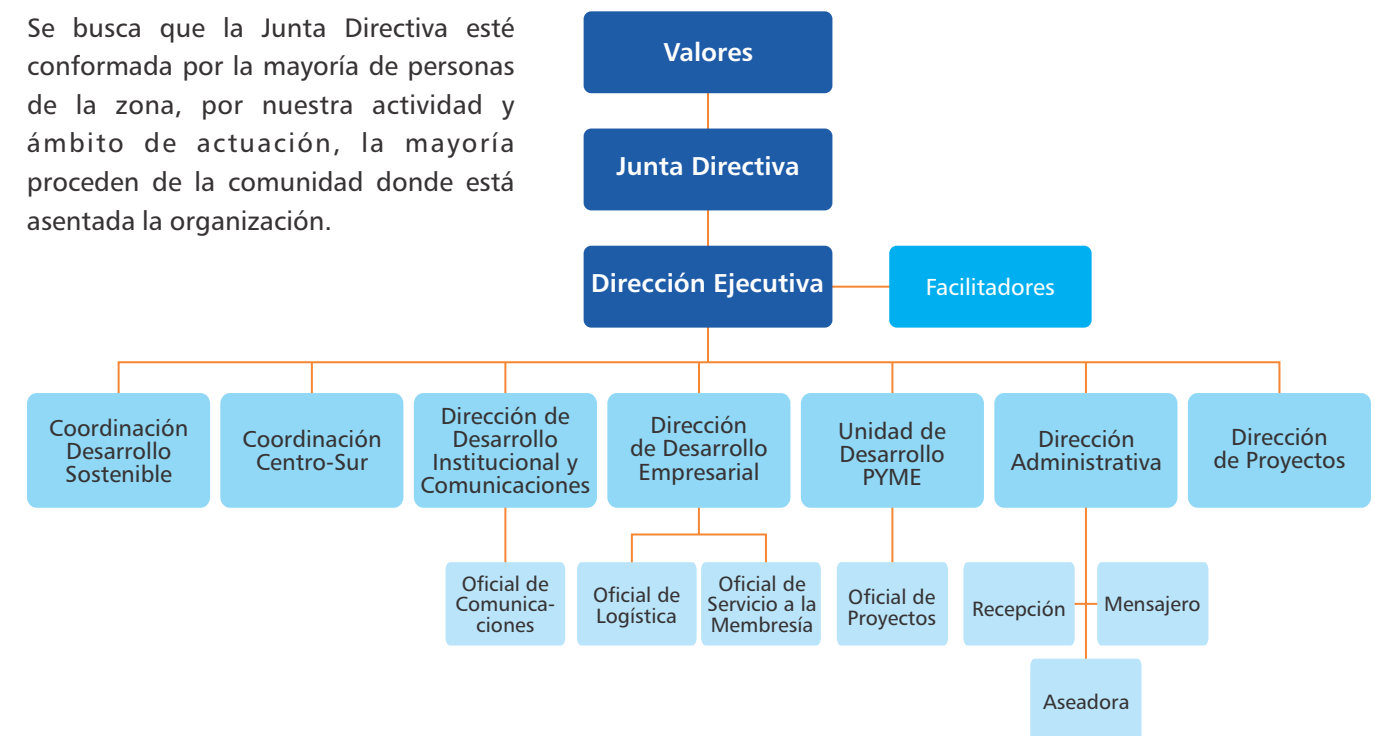 Se busca que la Junta Directiva esté
conformada por la mayoría de personas
de la zona, por nuestra actividad y
ámbito de actuación, la mayoría
proceden de la comunidad donde está
asentada la organización.
Valores
Junta Directiva
Dirección Ejecutiva
Facilitadores
Coordinación
Desarrollo
Sostenible
Coordinación
Centro-Sur
Dirección de
Desarrollo
Institucional y
Comunicaciones
Dirección
de Desarrollo
Empresarial
Unidad de
Desarrollo
PYME
Dirección
Administrativa
Dirección
de Proyectos
Oficial de
Comunica-
ciones
Oficial de
Logística
Oficial de
Servicio a la
Membresía
Oficial de
Proyectos
Recepción
Mensajero
Aseadora